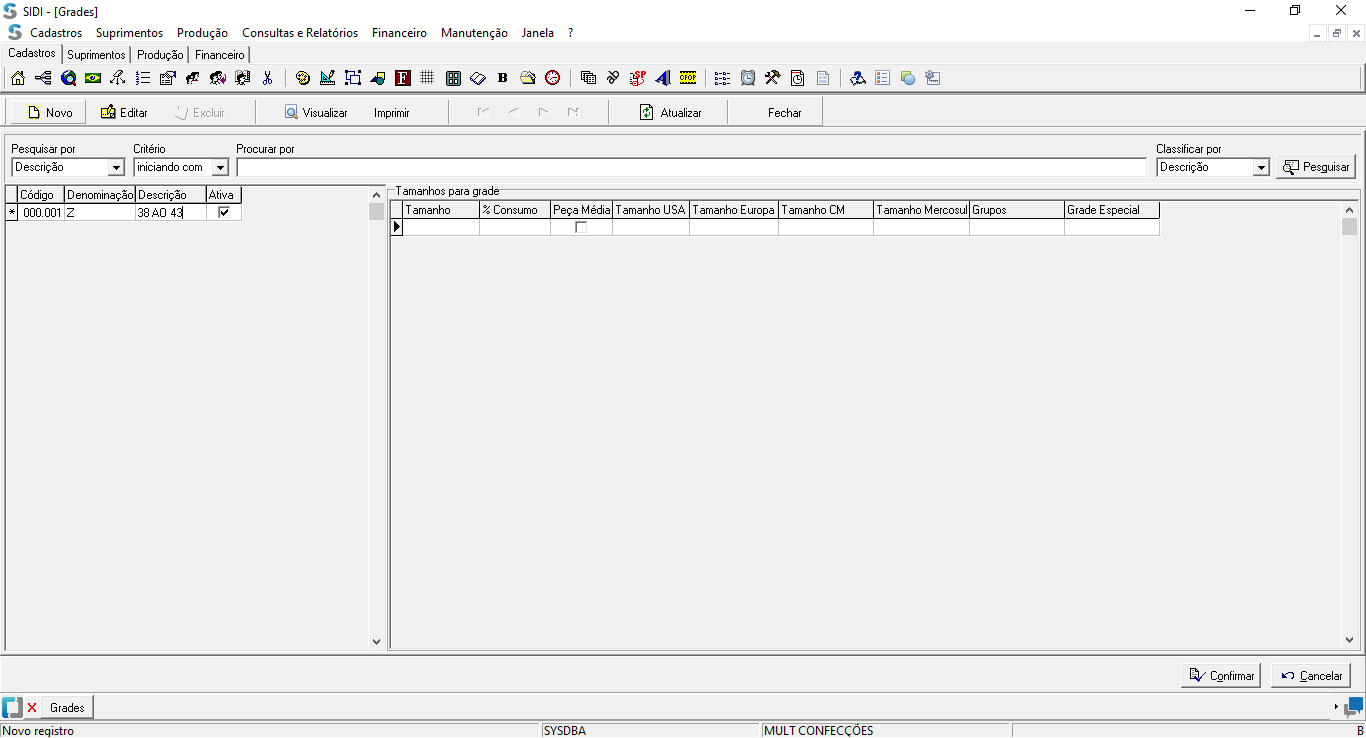 SIDI - [Grades]
Cadastros Suprimentos Produção Consultas e Relatórios Financeiro Manutenção Janela ?
Cadastros Suprimentos Produção Financeiro
F B SP CFOP
Novo Editar Excluir Visualizar Imprimir Atualizar Fechar
Pesquisar por Critério Procurar por Classificar por
Descrição iniciando com Descrição Pesquisar
Código Denominação Descrição Ativa
* 000.001 Z 38 AO 43
Tamanhos para grade
Tamanho % Consumo Peça Média Tamanho USA Tamanho Europa Tamanho CM Tamanho Mercosul Grupos Grade Especial
Confirmar Cancelar
Grades
Novo registro SYSDBA MULT CONFECÇÕES B